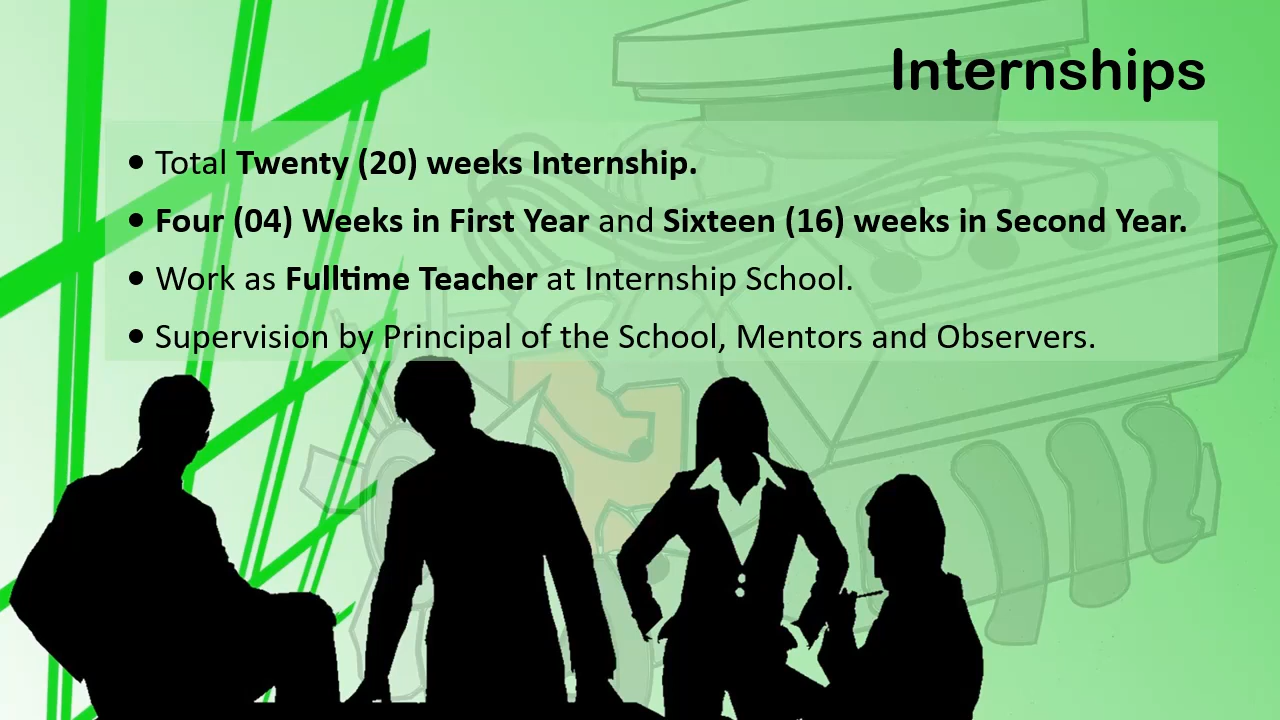 Internships
• Total Twenty (20) weeks Internship.
• Four (04) Weeks in First Year and Sixteen (16) weeks in Second Year.
• Work as Fulltime Teacher at Internship School.
• Supervision by Principal of the School, Mentors and Observers.